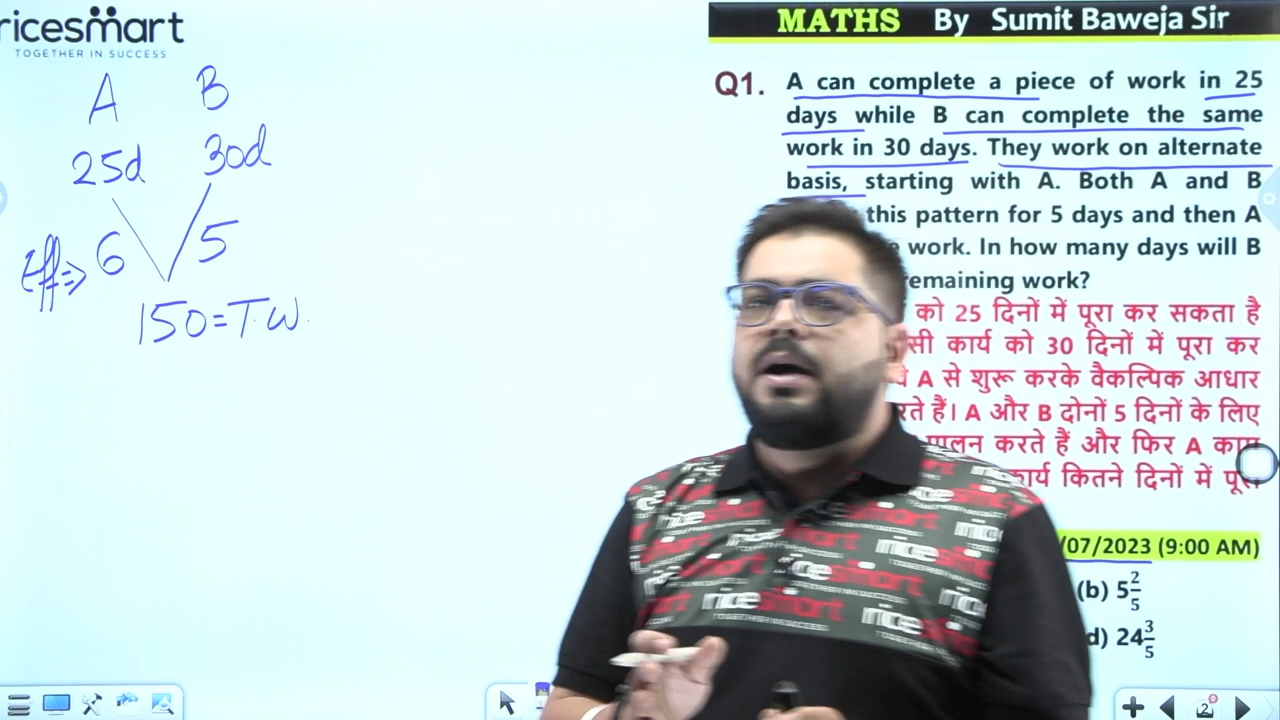 ricesmart
TOGETHER IN SUCCESS
MATHS By Sumit Baweja Sir
A B
25d 30d
Eff⇒ 6 5
150=T.W.
Q1. A can complete a piece of work in 25
days while B can complete the same
work in 30 days. They work on alternate
basis, starting with A. Both A and B
this pattern for 5 days and then A
work. In how many days will B
remaining work?
को 25 दिनों में पूरा कर सकता है
कार्य को 30 दिनों में पूरा कर
A से शुरू करके वैकल्पिक आधार
हैं। A और B दोनों 5 दिनों के लिए
करते हैं और फिर A काम
कार्य कितने दिनों में
/07/2023 (9:00 AM)
(b) 5 2/5
d) 24 3/5